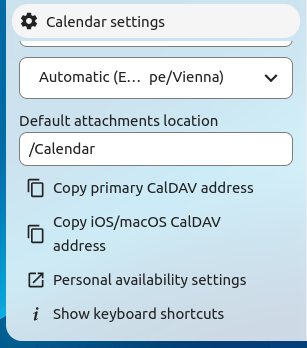 Calendar settings
Automatic (E... pe/Vienna)
Default attachments location
/Calendar
Copy primary CalDAV address
Copy iOS/macOS CalDAV
address
Personal availability settings
Show keyboard shortcuts